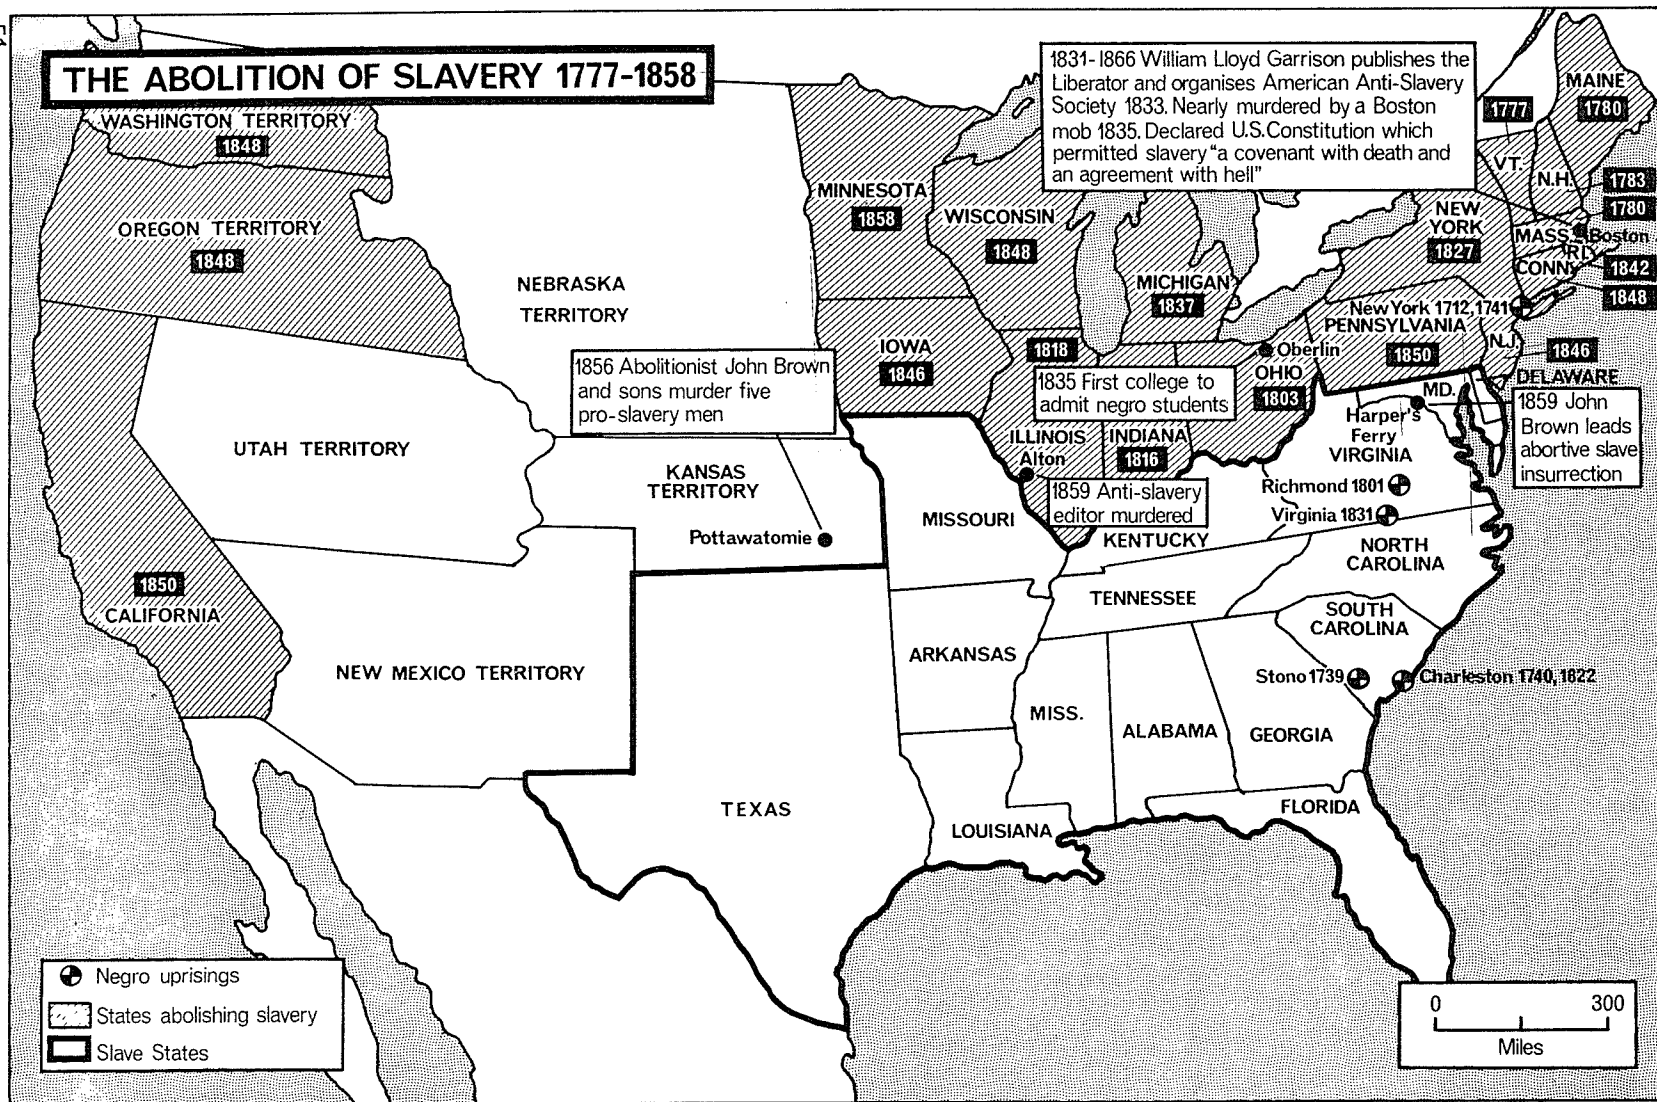 THE ABOLITION OF SLAVERY 1777-1858
1831-1866 William Lloyd Garrison publishes the
Liberator and organises American Anti-Slavery
Society 1833. Nearly murdered by a Boston
mob 1835. Declared U.S. Constitution which
permitted slavery "a covenant with death and
an agreement with hell"
MAINE
1780
1777
VT.
N.H.
1783
1780
MASS.
Boston
R.I.
CONN.
1842
1848
NEW
YORK
1827
New York 1712, 1741
PENNSYLVANIA
1850
N.J.
1846
DELAWARE
MD.
WASHINGTON TERRITORY
1848
OREGON TERRITORY
1848
NEBRASKA
TERRITORY
MINNESOTA
1858
WISCONSIN
1848
MICHIGAN
1837
IOWA
1846
1818
ILLINOIS
Alton
INDIANA
1816
Oberlin
OHIO
1803
1835 First college to
admit negro students
1856 Abolitionist John Brown
and sons murder five
pro-slavery men
1859 John
Brown leads
abortive slave
insurrection
Harper's
Ferry
VIRGINIA
Richmond 1801
Virginia 1831
1859 Anti-slavery
editor murdered
UTAH TERRITORY
KANSAS
TERRITORY
Pottawatomie
MISSOURI
KENTUCKY
NORTH
CAROLINA
TENNESSEE
SOUTH
CAROLINA
1850
CALIFORNIA
NEW MEXICO TERRITORY
ARKANSAS
Stono 1739
Charleston 1740, 1822
MISS.
ALABAMA
GEORGIA
TEXAS
LOUISIANA
FLORIDA
Negro uprisings
States abolishing slavery
Slave States
0 300
Miles